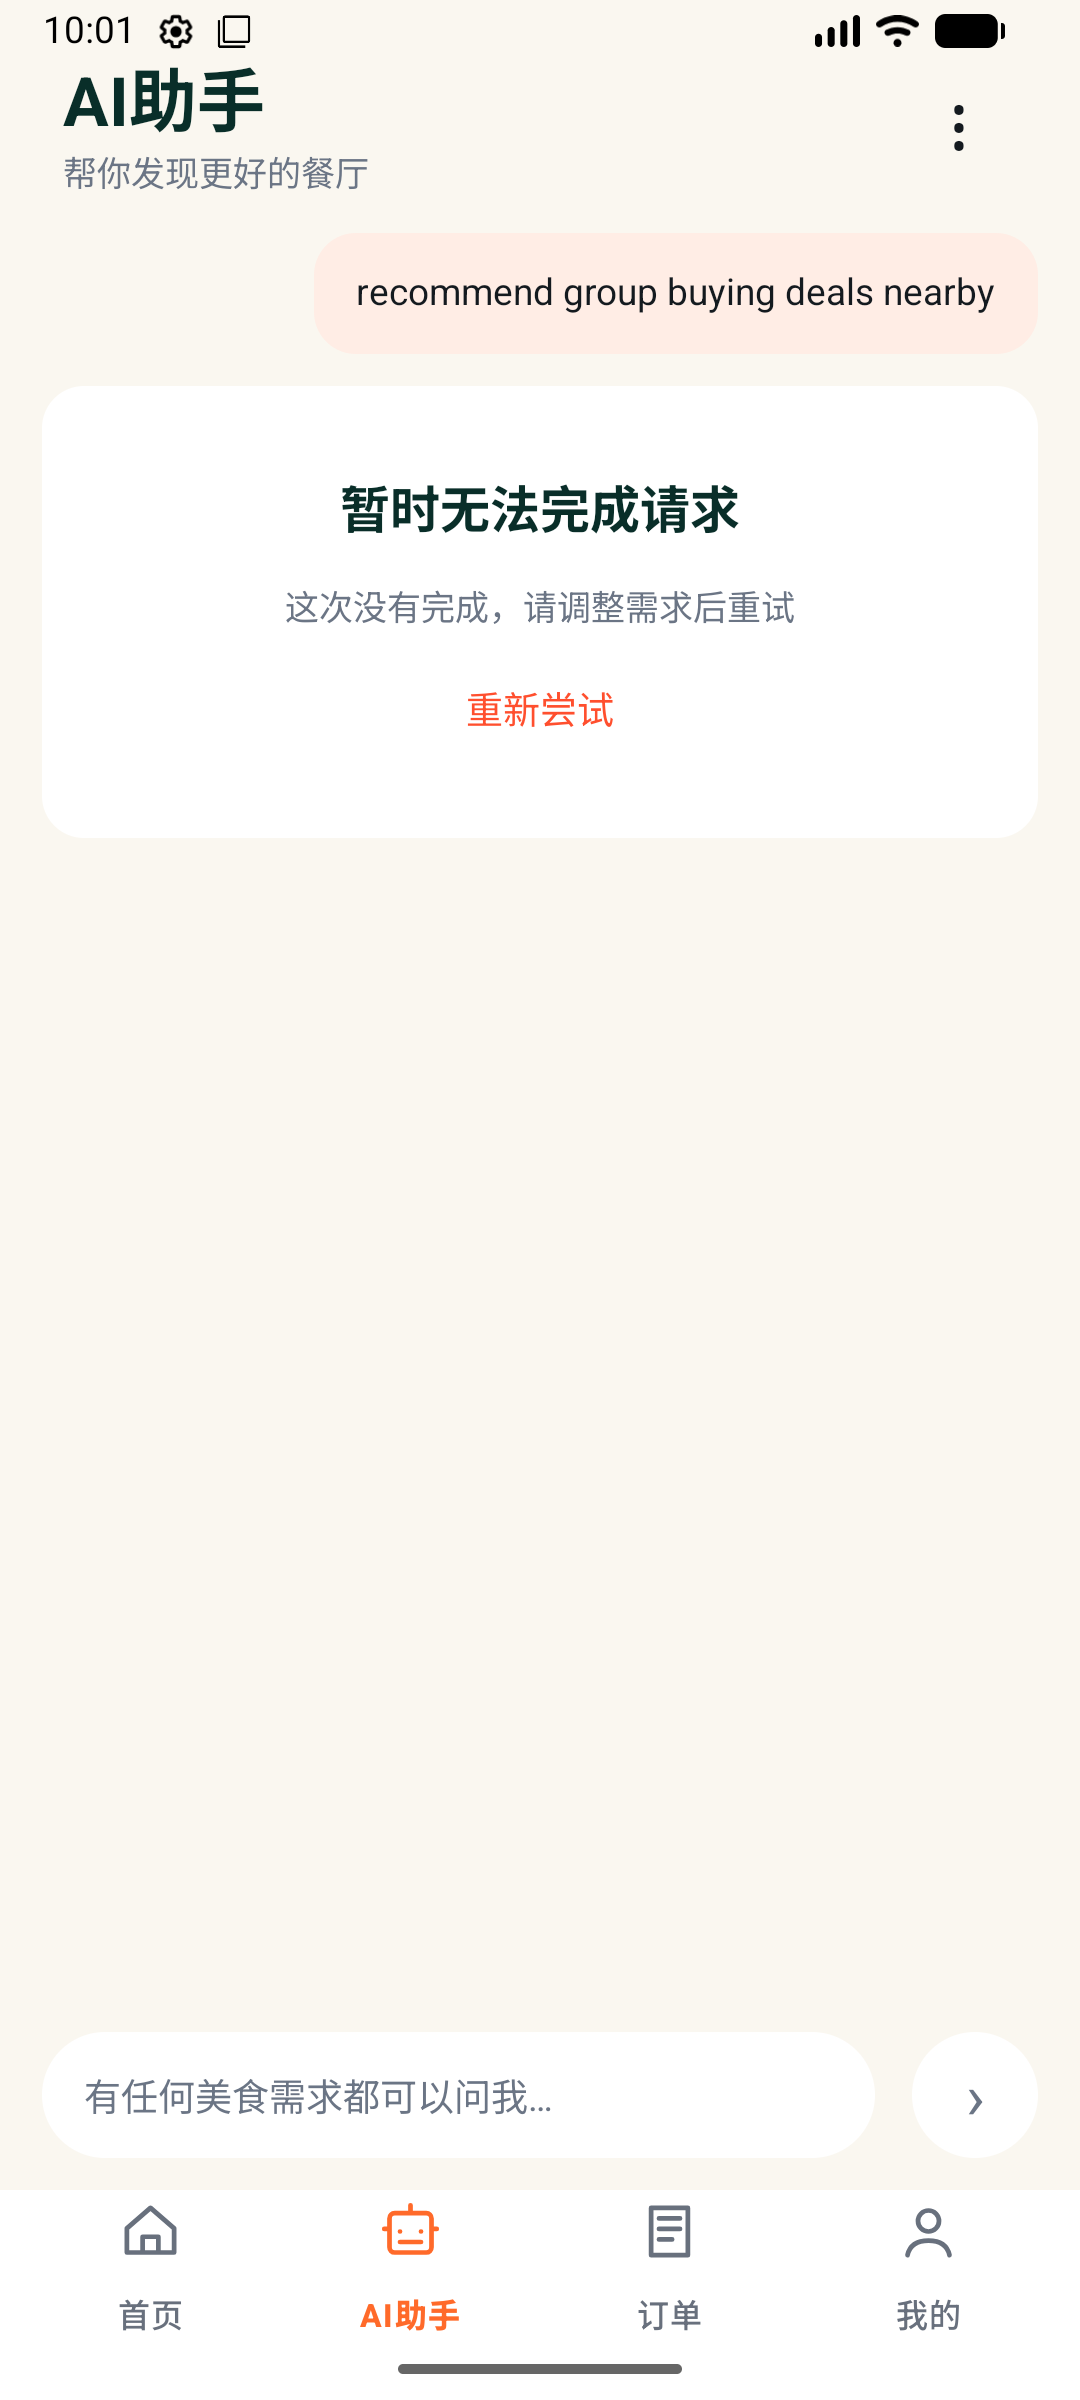 10:01
AI助手
帮你发现更好的餐厅
recommend group buying deals nearby
暂时无法完成请求
这次没有完成，请调整需求后重试
重新尝试
有任何美食需求都可以问我...
首页
AI助手
订单
我的